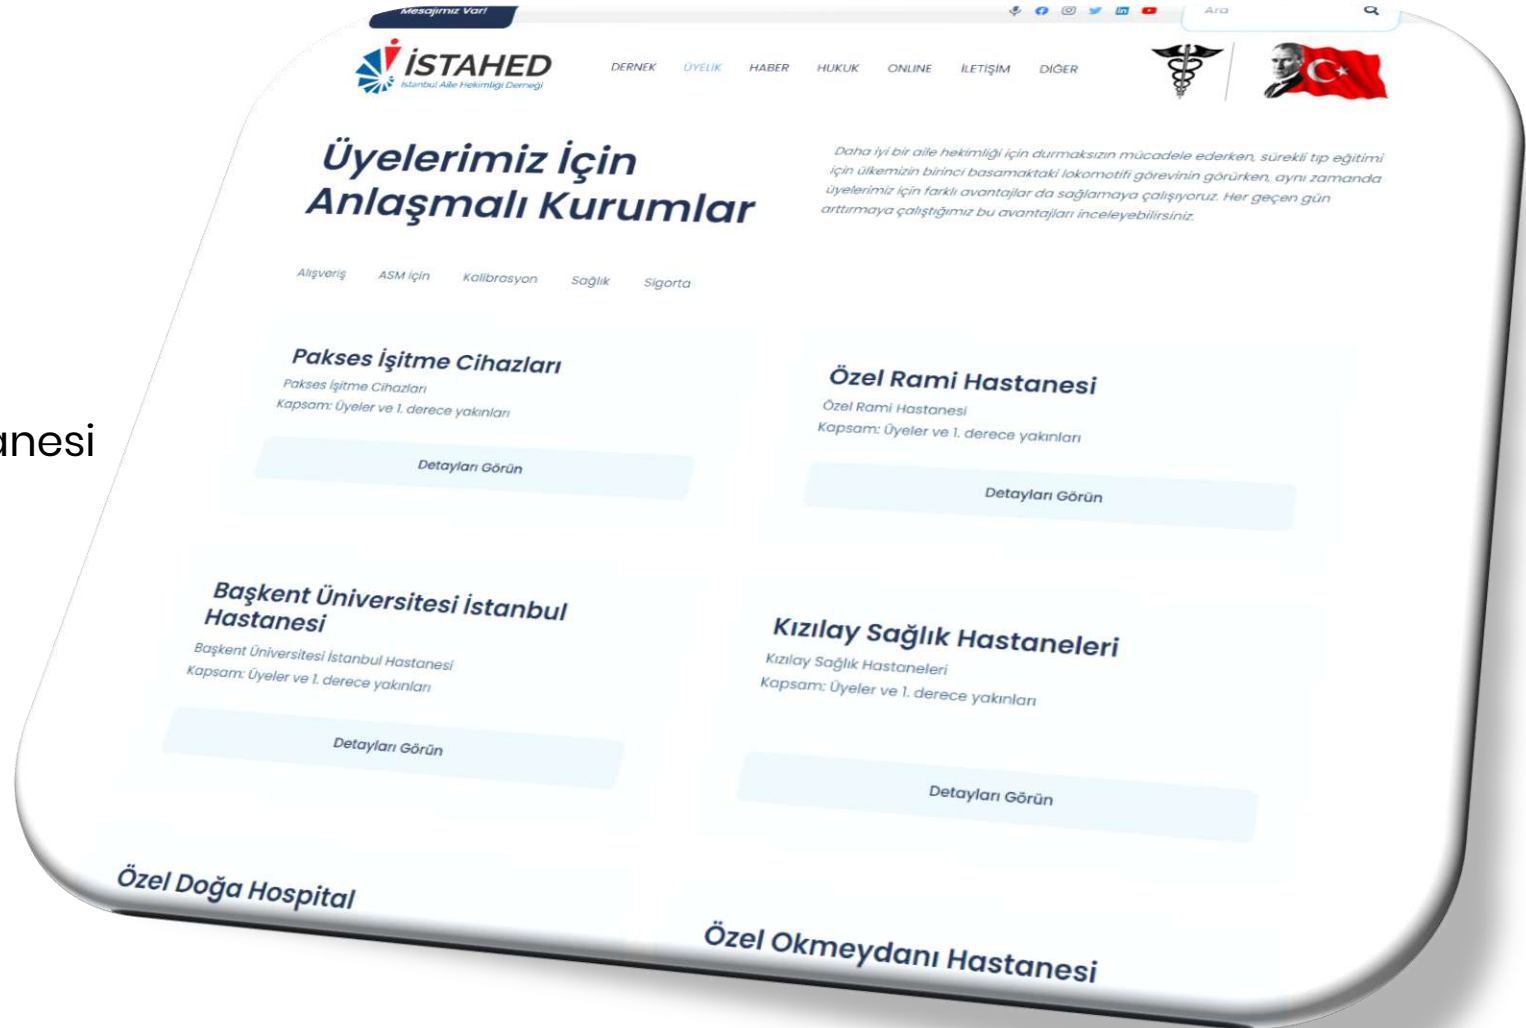 Mesajımız Var!
Ara
İSTAHED
İstanbul Aile Hekimliği Derneği
DERNEK ÜYELİK HABER HUKUK ONLINE İLETİŞİM DİĞER
Üyelerimiz İçin
Anlaşmalı Kurumlar
Daha iyi bir aile hekimliği için durmaksızın mücadele ederken, sürekli tıp eğitimi
için ülkemizin birinci basamaktaki lokomotifi görevinin görürken, aynı zamanda
üyelerimiz için farklı avantajlar da sağlamaya çalışıyoruz. Her geçen gün
arttırmaya çalıştığımız bu avantajları inceleyebilirsiniz.
Alışveriş ASM İçin Kalibrasyon Sağlık Sigorta
Pakses İşitme Cihazları
Pakses İşitme Cihazları
Kapsam: Üyeler ve 1. derece yakınları
Detayları Görün
Özel Rami Hastanesi
Özel Rami Hastanesi
Kapsam: Üyeler ve 1. derece yakınları
Detayları Görün
anesi
Başkent Üniversitesi İstanbul
Hastanesi
Başkent Üniversitesi İstanbul Hastanesi
Kapsam: Üyeler ve 1. derece yakınları
Detayları Görün
Kızılay Sağlık Hastaneleri
Kızılay Sağlık Hastaneleri
Kapsam: Üyeler ve 1. derece yakınları
Detayları Görün
Özel Doğa Hospital
Özel Okmeydanı Hastanesi